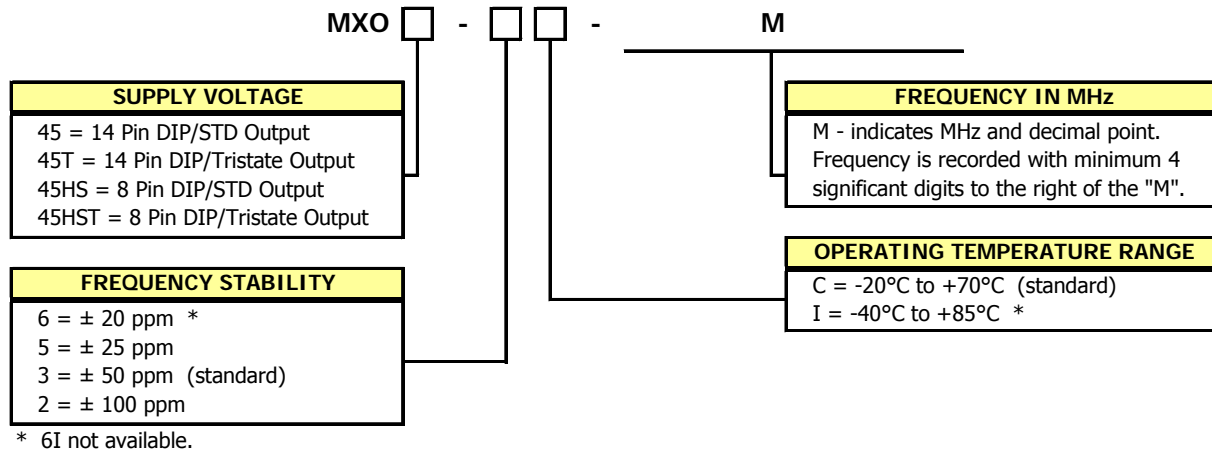 MXO - - M
SUPPLY VOLTAGE
45 = 14 Pin DIP/STD Output
45T = 14 Pin DIP/Tristate Output
45HS = 8 Pin DIP/STD Output
45HST = 8 Pin DIP/Tristate Output
FREQUENCY STABILITY
6 = ± 20 ppm *
5 = ± 25 ppm
3 = ± 50 ppm (standard)
2 = ± 100 ppm
* 6I not available.
FREQUENCY IN MHz
M - indicates MHz and decimal point.
Frequency is recorded with minimum 4
significant digits to the right of the "M".
OPERATING TEMPERATURE RANGE
C = -20°C to +70°C (standard)
I = -40°C to +85°C *